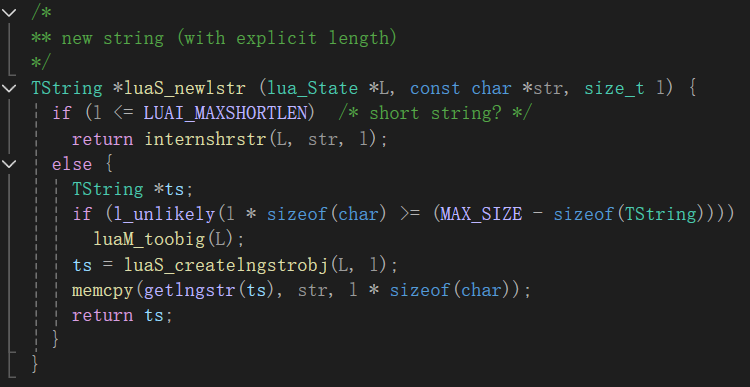 /*
** new string (with explicit length)
*/
TString *luaS_newlstr (lua_State *L, const char *str, size_t l) {
  if (l <= LUAI_MAXSHORTLEN)  /* short string? */
    return internshrstr(L, str, l);
  else {
    TString *ts;
    if (l_unlikely(l * sizeof(char) >= (MAX_SIZE - sizeof(TString))))
      luaM_toobig(L);
    ts = luaS_createlngstrobj(L, l);
    memcpy(getlngstr(ts), str, l * sizeof(char));
    return ts;
  }
}